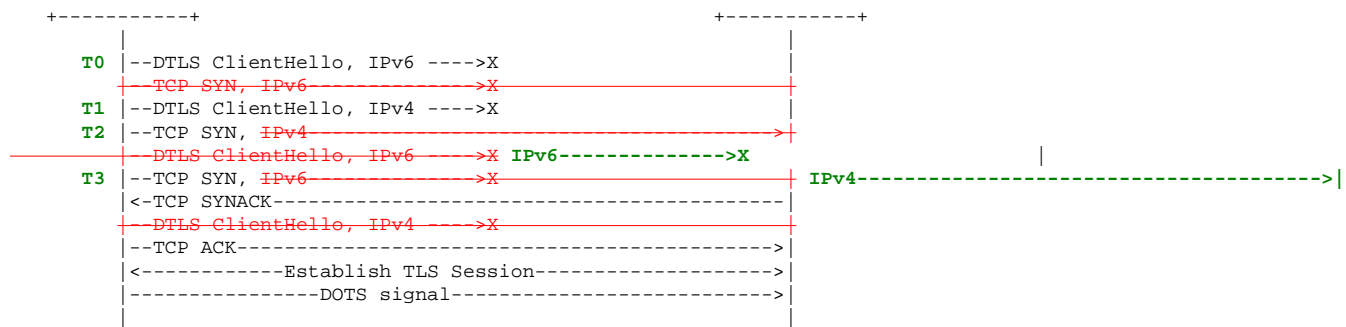 +-----------+                                            +-----------+
|                                                        |
T0 |--DTLS ClientHello, IPv6 ---->X                         |
|--TCP SYN, IPv6-------------->X                         |
T1 |--DTLS ClientHello, IPv4 ---->X                         |
T2 |--TCP SYN, IPv4--------------------------------------->|
|--DTLS ClientHello, IPv6 ---->X IPv6-------------->X                         |
T3 |--TCP SYN, IPv6-------------->X                         | IPv4--------------------------------------->|
|<-TCP SYNACK-------------------------------------------|
|--DTLS ClientHello, IPv4 ---->X                         |
|--TCP ACK--------------------------------------------->|
|<------------Establish TLS Session-------------------->|
|----------------DOTS signal--------------------------->|
|                                                        |